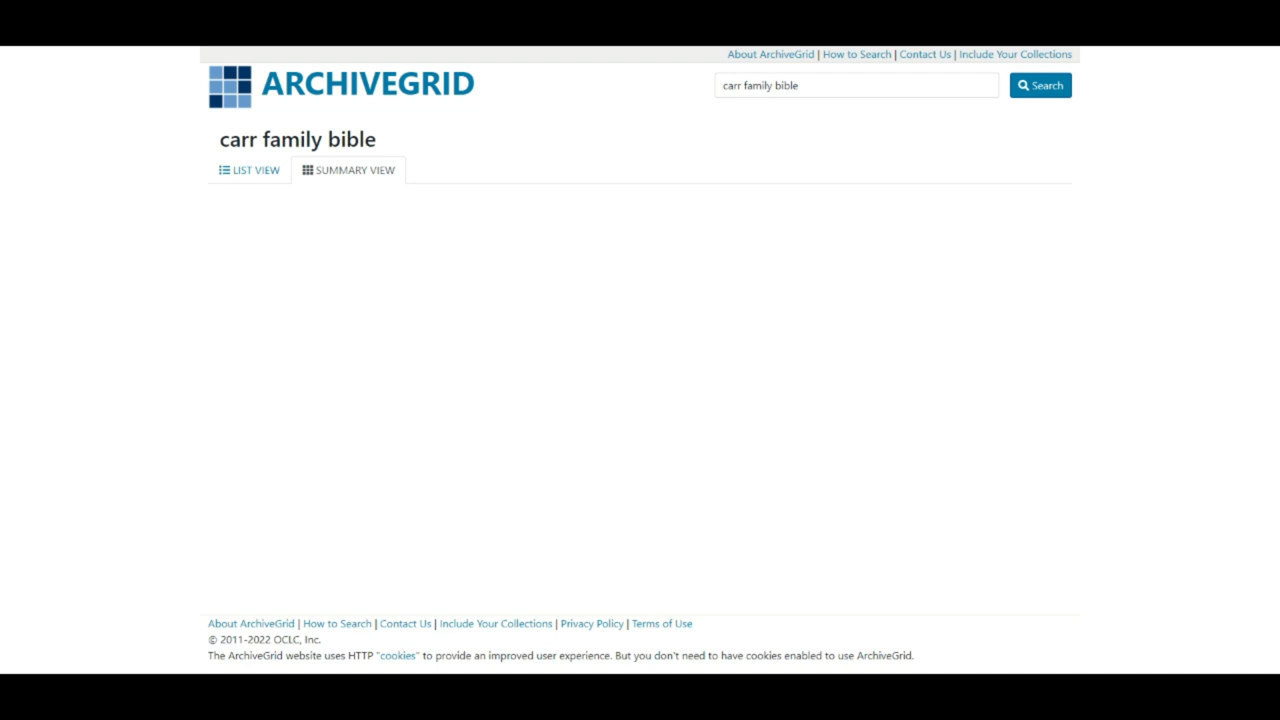 About ArchiveGrid | How to Search | Contact Us | Include Your Collections
ARCHIVEGRID
carr family bible
Search
carr family bible
LIST VIEW
SUMMARY VIEW
About ArchiveGrid | How to Search | Contact Us | Include Your Collections | Privacy Policy | Terms of Use
© 2011-2022 OCLC, Inc.
The ArchiveGrid website uses HTTP "cookies" to provide an improved user experience. But you don't need to have cookies enabled to use ArchiveGrid.